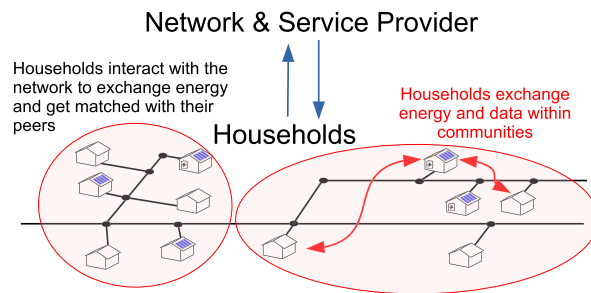 Network & Service Provider
Households interact with the
network to exchange energy
and get matched with their
peers
Households exchange
energy and data within
communities
Households